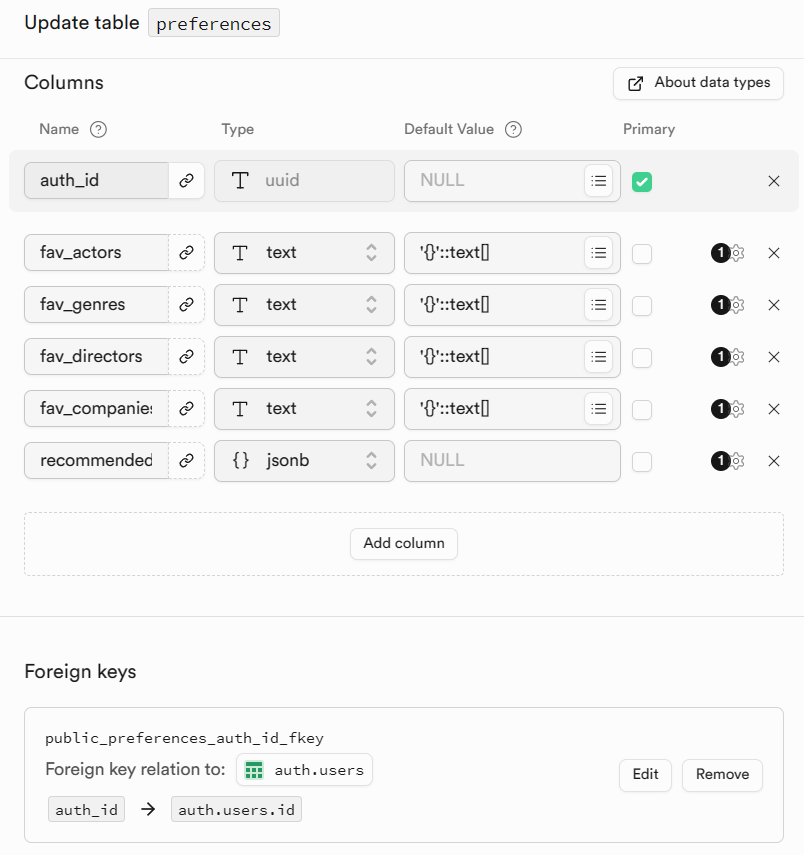 Update table preferences
Columns
About data types
Name ? Type Default Value ? Primary
auth_id T uuid NULL
fav_actors T text '{}'::text[] 1
fav_genres T text '{}'::text[] 1
fav_directors T text '{}'::text[] 1
fav_companies T text '{}'::text[] 1
recommended {} jsonb NULL 1
Add column
Foreign keys
public_preferences_auth_id_fkey
Foreign key relation to: auth.users
Edit Remove
auth_id → auth.users.id